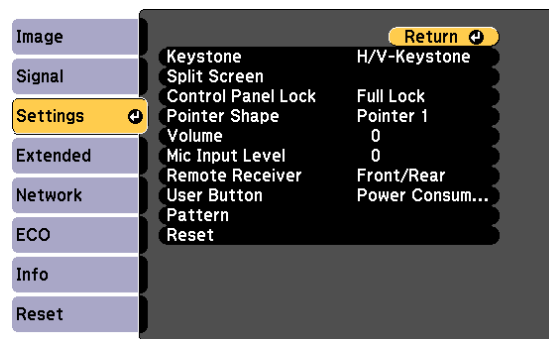 Image
Signal
Settings
Extended
Network
ECO
Info
Reset
Return
Keystone H/V-Keystone
Split Screen
Control Panel Lock Full Lock
Pointer Shape Pointer 1
Volume 0
Mic Input Level 0
Remote Receiver Front/Rear
User Button Power Consum...
Pattern
Reset